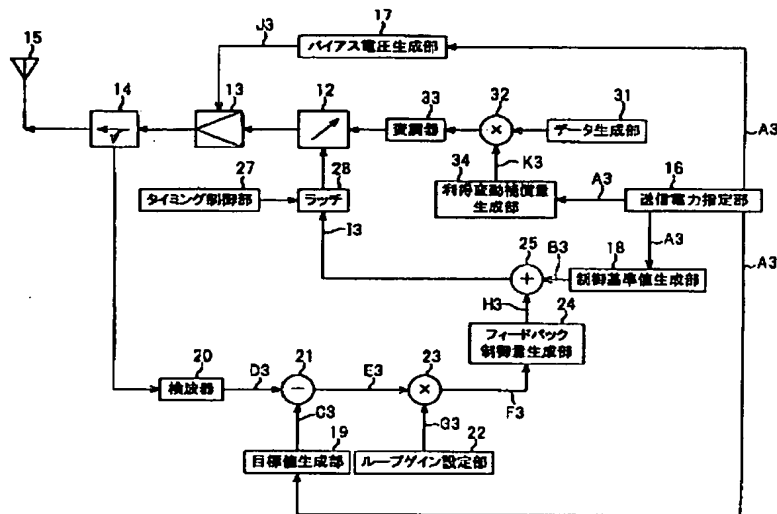 15
14
13
J3
17
バイアス電圧生成部
12
33
変調器
32
31
データ生成部
A3
27
タイミング制御部
28
ラッチ
34
利得変動補償量
生成部
K3
A3
16
送信電力指定部
A3
A3
I3
25
B3
18
制御基準値生成部
H3
24
フィードバック
制御量生成部
20
検波器
D3
21
E3
23
F3
C3
G3
19
目標値生成部
22
ループゲイン設定部